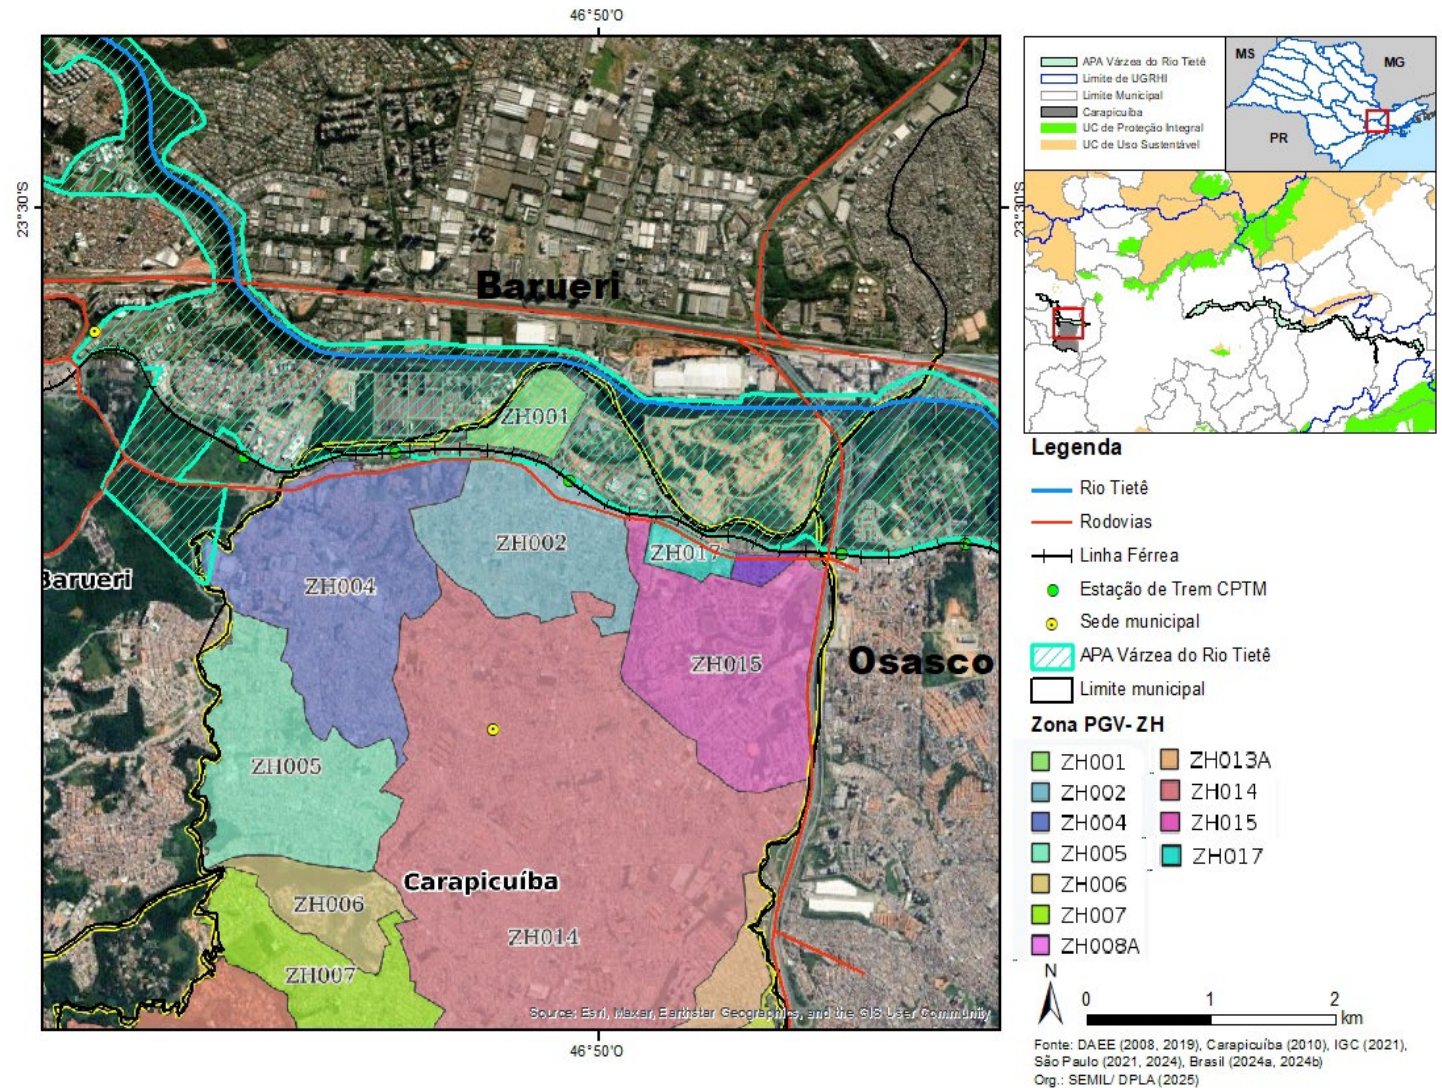 46°50'O
23°30'S
23°30'S
Barueri
ZH001
ZH002
ZH017
ZH004
Barueri
ZH015
Osasco
ZH005
Carapicuíba
ZH006
ZH014
ZH007
Source: Esri, Maxar, Earthstar Geographics, and the GIS User Community
46°50'O
APA Várzea do Rio Tietê
Limite de UGRHI
Limite Municipal
Carapicuíba
UC de Proteção Integral
UC de Uso Sustentável
MS
MG
PR
Legenda
Rio Tietê
Rodovias
Linha Férrea
Estação de Trem CPTM
Sede municipal
APA Várzea do Rio Tietê
Limite municipal
Zona PGV- ZH
ZH001
ZH002
ZH004
ZH005
ZH006
ZH007
ZH008A
ZH013A
ZH014
ZH015
ZH017
N
0 1 2
km
Fonte: DAEE (2008, 2019), Carapicuíba (2010), IGC (2021),
São Paulo (2021, 2024), Brasil (2024a, 2024b)
Org.: SEMIL/ DPLA (2025)